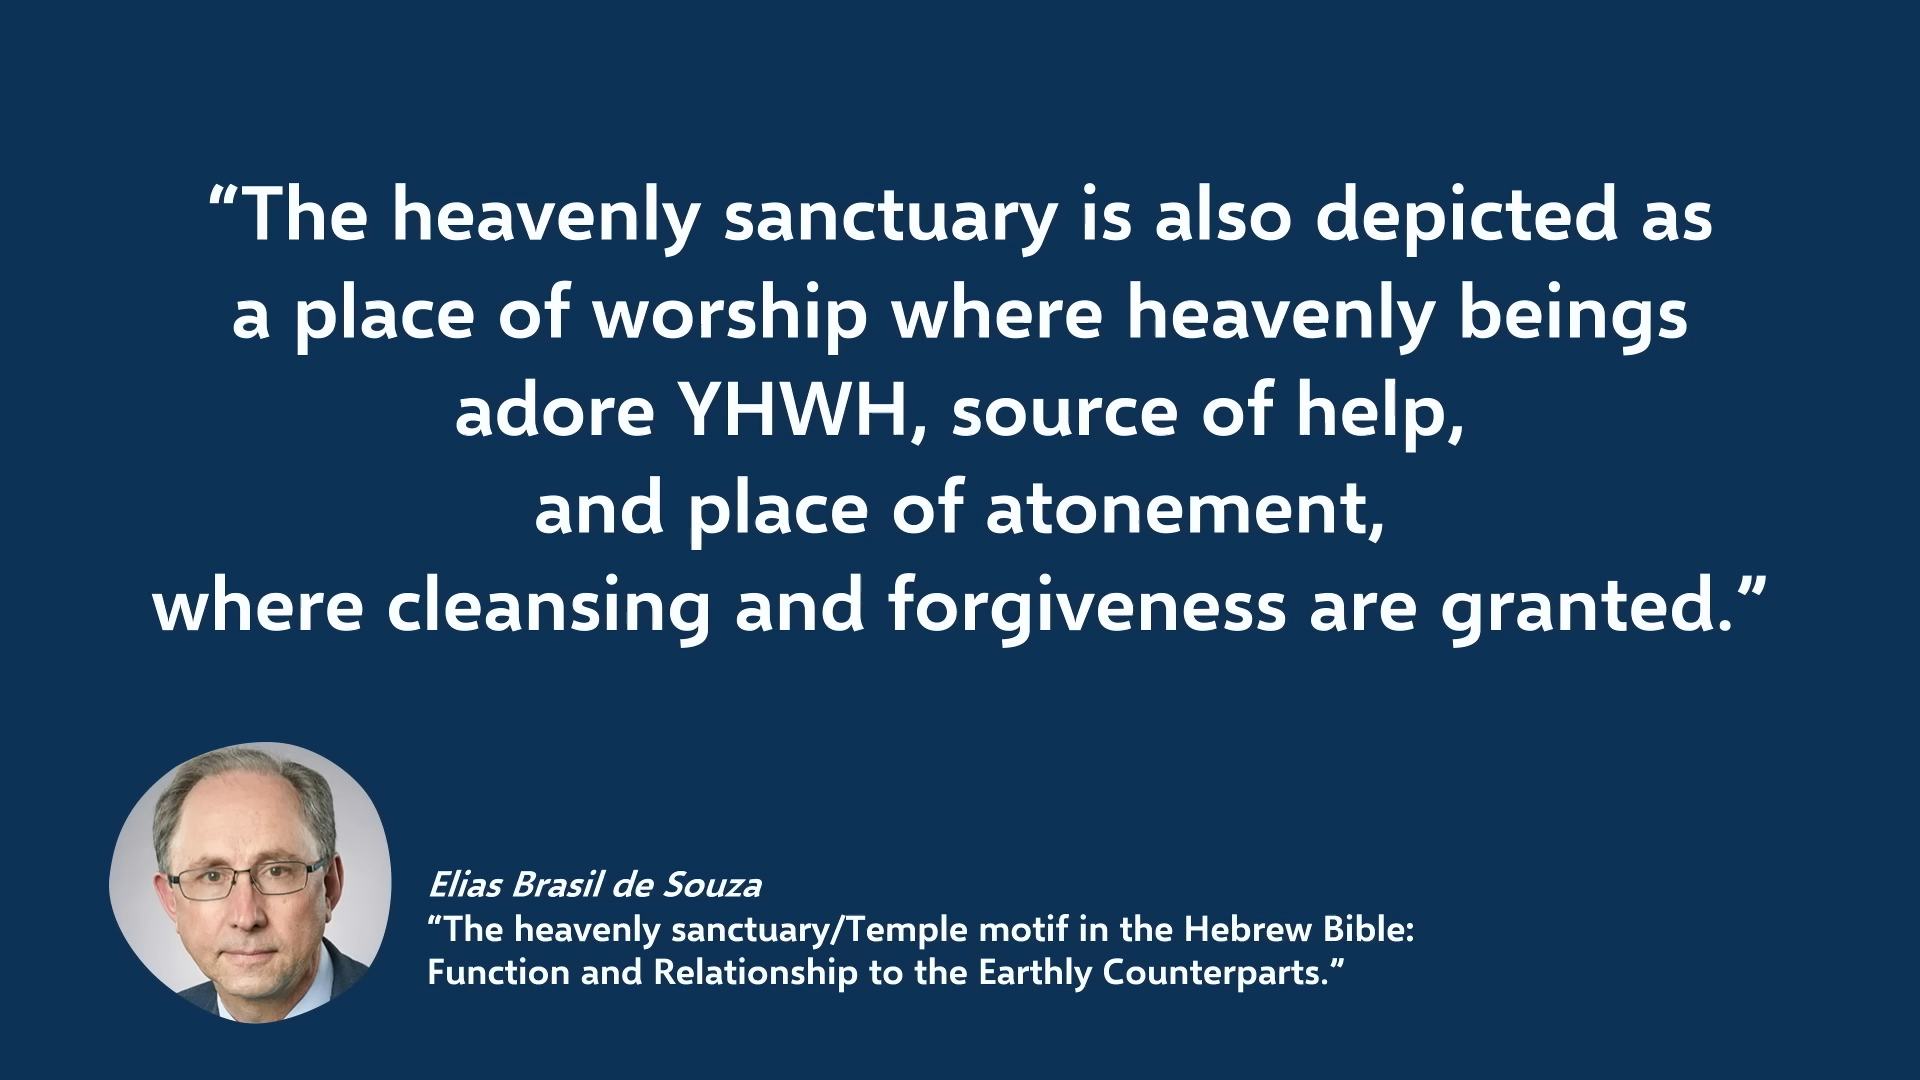 “The heavenly sanctuary is also depicted as
a place of worship where heavenly beings
adore YHWH, source of help,
and place of atonement,
where cleansing and forgiveness are granted.”
Elias Brasil de Souza
“The heavenly sanctuary/Temple motif in the Hebrew Bible:
Function and Relationship to the Earthly Counterparts.”